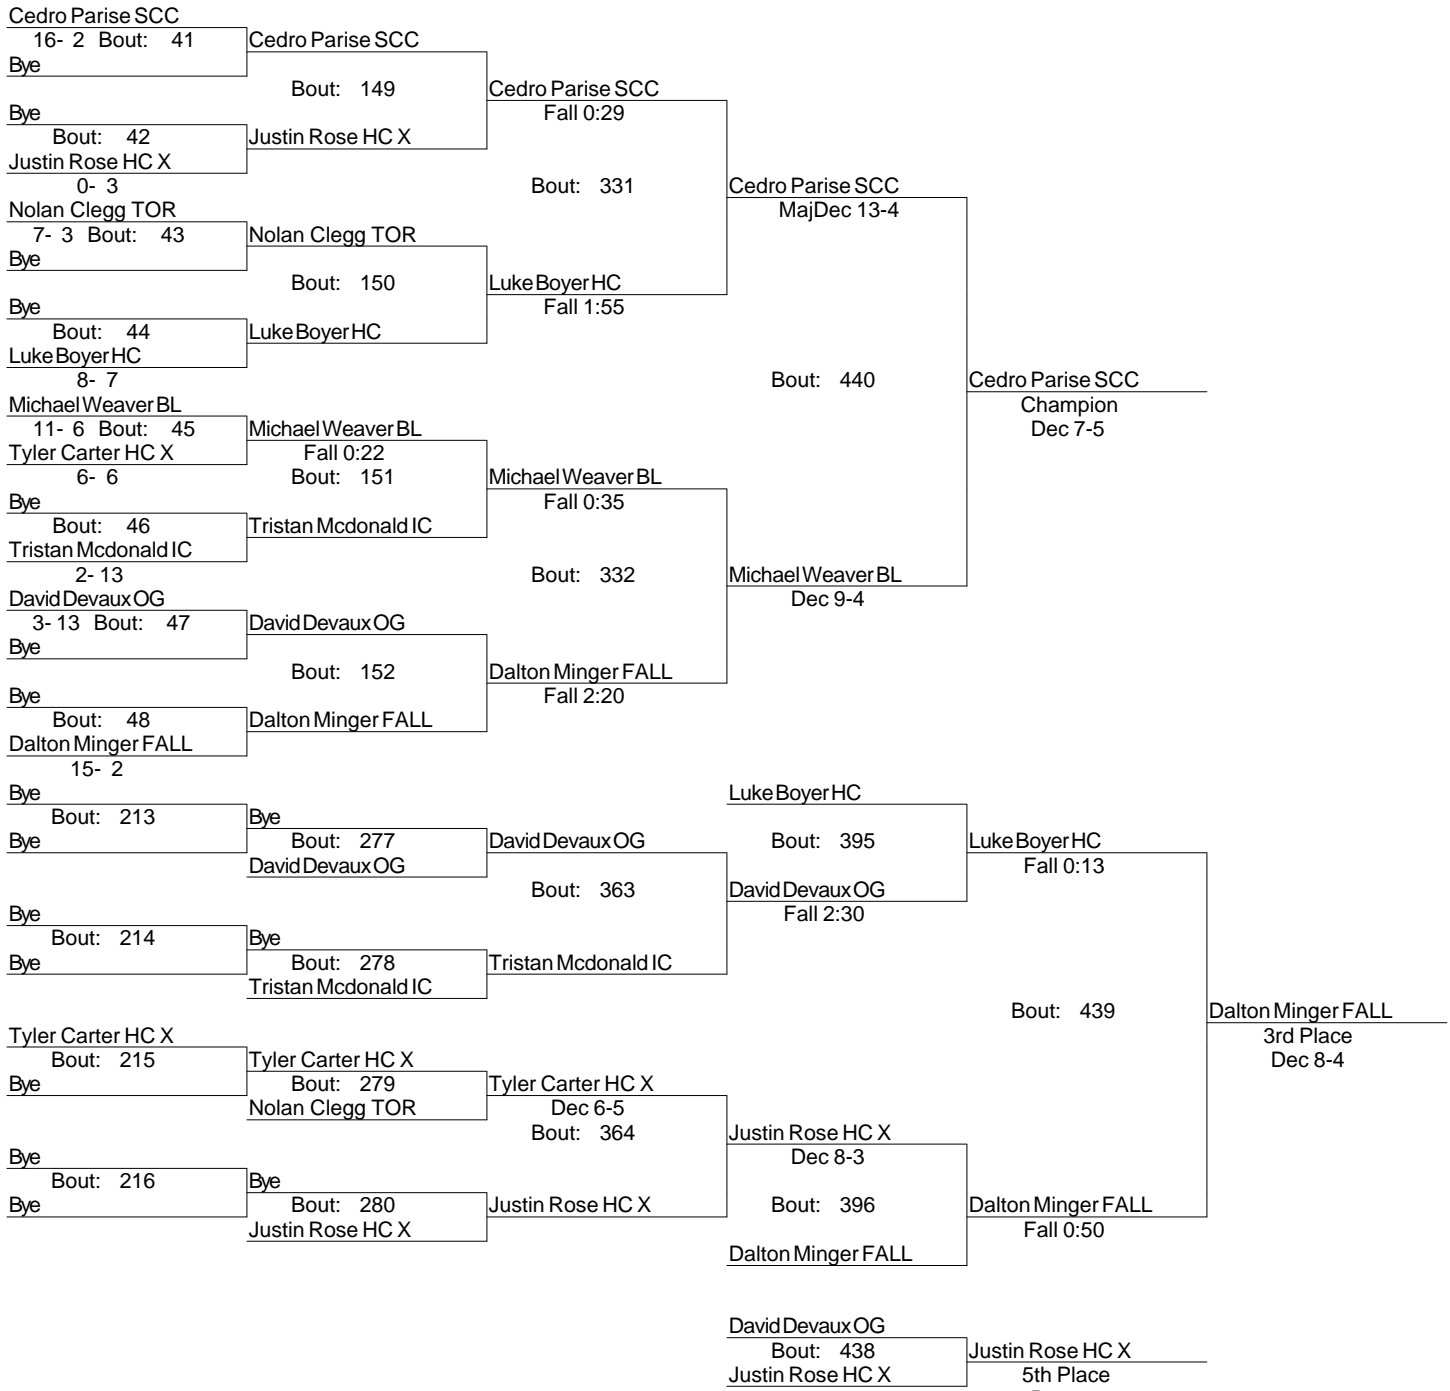 Cedro Parise SCC
16- 2 Bout: 41 Cedro Parise SCC
Bye
Bout: 149 Cedro Parise SCC
Bye Fall 0:29
Bout: 42 Justin Rose HC X
Justin Rose HC X
0- 3 Bout: 331 Cedro Parise SCC
Nolan Clegg TOR MajDec 13-4
7- 3 Bout: 43 Nolan Clegg TOR
Bye
Bout: 150 Luke Boyer HC
Bye Fall 1:55
Bout: 44 Luke Boyer HC
Luke Boyer HC
8- 7 Bout: 440 Cedro Parise SCC
Michael Weaver BL Champion
11- 6 Bout: 45 Michael Weaver BL Dec 7-5
Tyler Carter HC X Fall 0:22
6- 6 Bout: 151 Michael Weaver BL
Bye Fall 0:35
Bout: 46 Tristan Mcdonald IC
Tristan Mcdonald IC
2- 13 Bout: 332 Michael Weaver BL
David Devaux OG Dec 9-4
3- 13 Bout: 47 David Devaux OG
Bye
Bout: 152 Dalton Minger FALL
Bye Fall 2:20
Bout: 48 Dalton Minger FALL
Dalton Minger FALL
15- 2
Bye Luke Boyer HC
Bout: 213 Bye
Bye Bout: 277 David Devaux OG Bout: 395 Luke Boyer HC
David Devaux OG Fall 0:13
Bout: 363 David Devaux OG
Bye Fall 2:30
Bout: 214 Bye
Bye Bout: 278 Tristan Mcdonald IC
Tristan Mcdonald IC
Bout: 439 Dalton Minger FALL
Tyler Carter HC X 3rd Place
Bout: 215 Tyler Carter HC X Dec 8-4
Bye Bout: 279 Tyler Carter HC X
Nolan Clegg TOR Dec 6-5
Bout: 364 Justin Rose HC X
Bye Dec 8-3
Bout: 216 Bye
Bye Bout: 280 Justin Rose HC X Bout: 396 Dalton Minger FALL
Justin Rose HC X Fall 0:50
Dalton Minger FALL
David Devaux OG
Bout: 438 Justin Rose HC X
Justin Rose HC X 5th Place